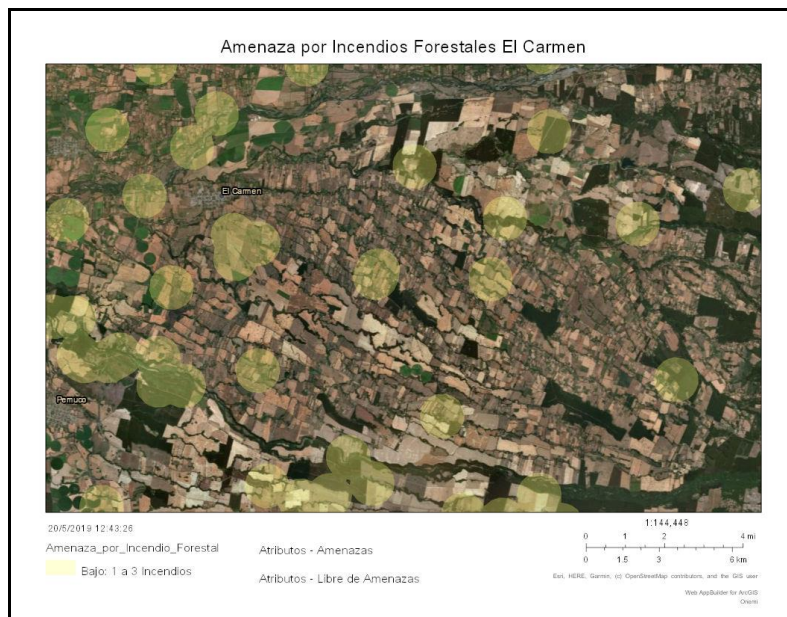 Amenaza por Incendios Forestales El Carmen
El Carmen
Pemuco
20/5/2019 12:43:26
Amenaza_por_Incendio_Forestal
Bajo: 1 a 3 Incendios
Atributos - Amenazas
Atributos - Libre de Amenazas
1:144,448
0 1 2 4 mi
0 1.5 3 6 km
Esri, HERE, Garmin, (c) OpenStreetMap contributors, and the GIS user
Web AppBuilder for ArcGIS
Onemi